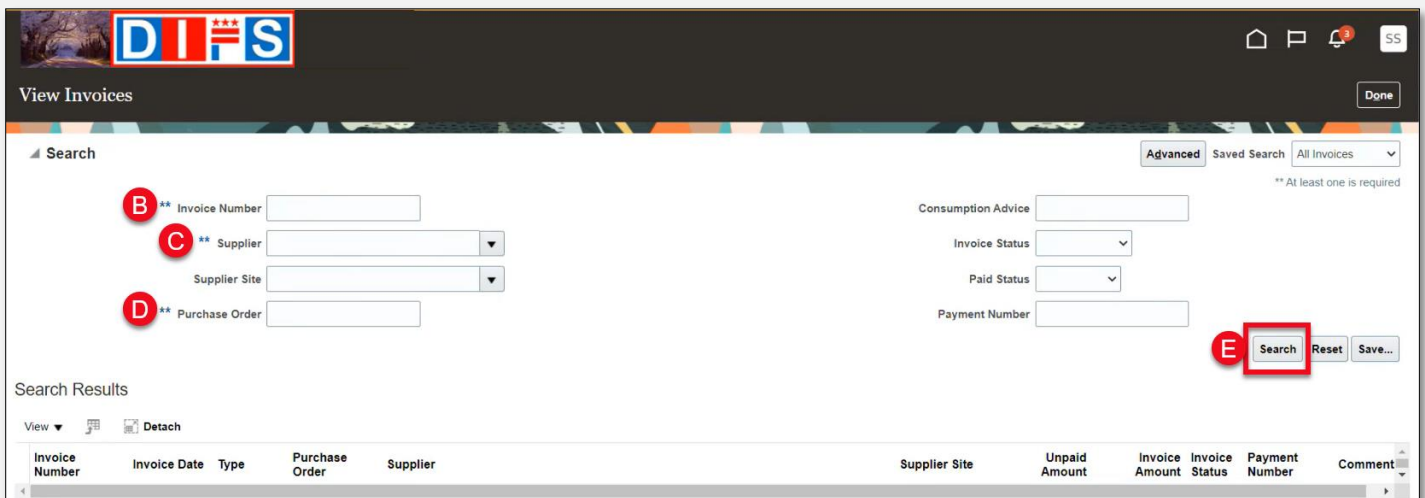 DIFS
3
SS
View Invoices
Done
Search
Advanced Saved Search All Invoices
** At least one is required
B ** Invoice Number
Consumption Advice
C ** Supplier
Invoice Status
Supplier Site
Paid Status
D ** Purchase Order
Payment Number
E Search Reset Save...
Search Results
View Detach
Invoice Number Invoice Date Type Purchase Order Supplier Supplier Site Unpaid Amount Invoice Amount Invoice Status Payment Number Comment